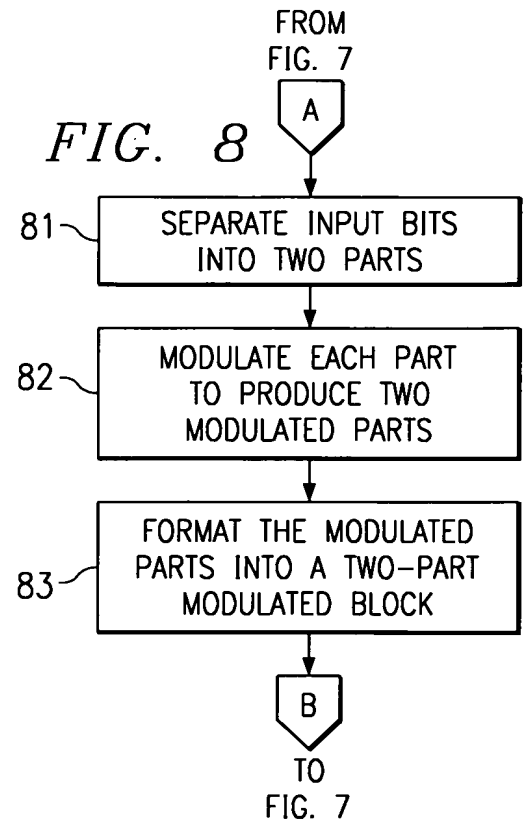 FROM
FIG. 7
A
FIG. 8
81
SEPARATE INPUT BITS
INTO TWO PARTS
82
MODULATE EACH PART
TO PRODUCE TWO
MODULATED PARTS
83
FORMAT THE MODULATED
PARTS INTO A TWO-PART
MODULATED BLOCK
B
TO
FIG. 7